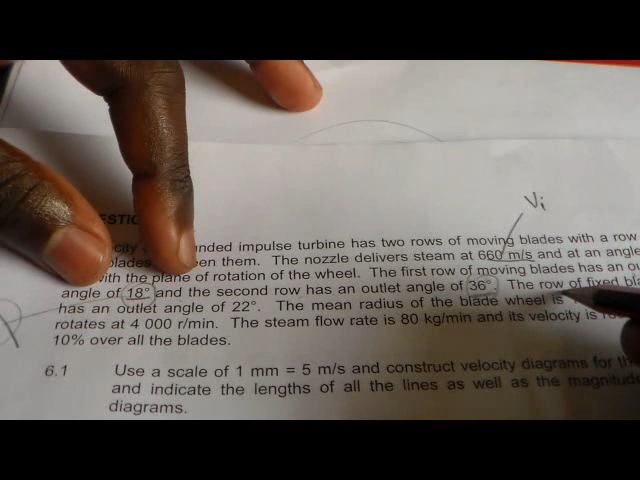 Vi
ESTIC
city unded impulse turbine has two rows of moving blades with a row
blades een them. The nozzle delivers steam at 660 m/s and at an angle
with the plane of rotation of the wheel. The first row of moving blades has an ou
angle of 18° and the second row has an outlet angle of 36°. The row of fixed bla
has an outlet angle of 22°. The mean radius of the blade wheel is
rotates at 4 000 r/min. The steam flow rate is 80 kg/min and its velocity is
10% over all the blades.
6.1 Use a scale of 1 mm = 5 m/s and construct velocity diagrams for th
and indicate the lengths of all the lines as well as the magnitude
diagrams.